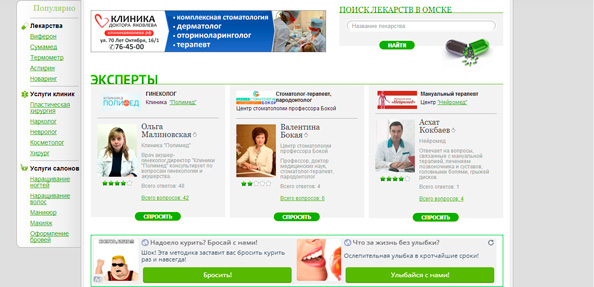 Популярно
Лекарства
Виферон
Сумамед
Термометр
Аспирин
Новаринг
Услуги клиник
Пластическая
хирургия
Нарколог
Невролог
Косметолог
Хирург
Услуги салонов
Наращивание
ногтей
Наращивание
волос
Маникюр
Макияж
Оформление
бровей
КЛИНИКА
ДОКТОРА ЯКОВЛЕВА
ул. 70 Лет Октября, 16/1
76-45-00
• комплексная стоматология
• дерматолог
• оториноларинголог
• терапевт
ПОИСК ЛЕКАРСТВ В ОМСКЕ
Название лекарства
НАЙТИ
ЭКСПЕРТЫ
ГИНЕКОЛОГ
Клиника "Полимед"
Ольга
Малиновская
Клиника "Полимед"
Врач акушер-
гинеколог, директор "Клиники
"Полимед" консультирует по
вопросам гинекологии и
акушерства.
Всего ответов: 48
Всего вопросов: 42
СПРОСИТЬ
Стоматолог-терапевт,
пародонтолог
Центр стоматологии профессора Бокой
Валентина
Бокая
Центр стоматологии
профессора Бокой
Профессор, доктор
медицинских наук,
стоматолог-терапевт,
пародонтолог
Всего ответов: 4
Всего вопросов: 6
СПРОСИТЬ
Мануальный терапевт
Центр "Нейромед"
Асхат
Кокбаев
Нейромед
Отвечает на вопросы,
связанные с мануальной
терапией, лечением
позвоночника и суставов,
головными болями, грыжей
дисков
Всего ответов: 1
Всего вопросов: 4
СПРОСИТЬ
Надоело курить? Бросай с нами!
Шок! Эта методика заставит вас бросить курить
раз и навсегда!
Бросить!
Что за жизнь без улыбки?
Ослепительная улыбка в кротчайшие сроки!
Улыбайся с нами!